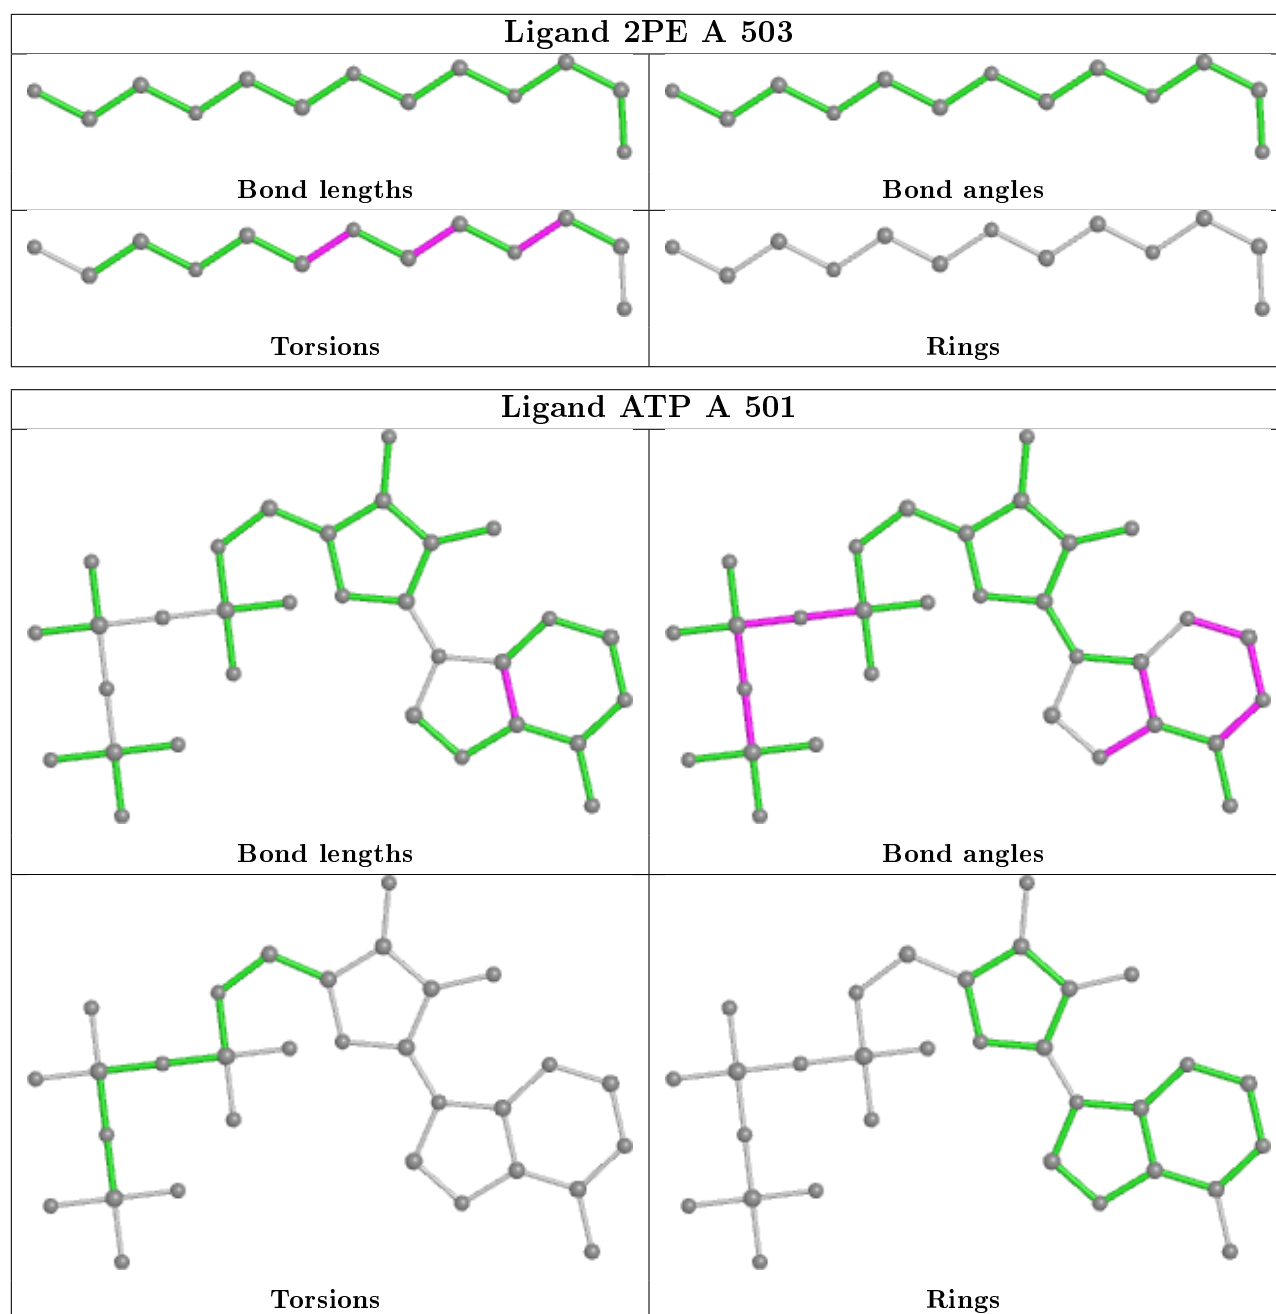 Ligand 2PE A 503
Bond lengths
Bond angles
Torsions
Rings
Ligand ATP A 501
Bond lengths
Bond angles
Torsions
Rings